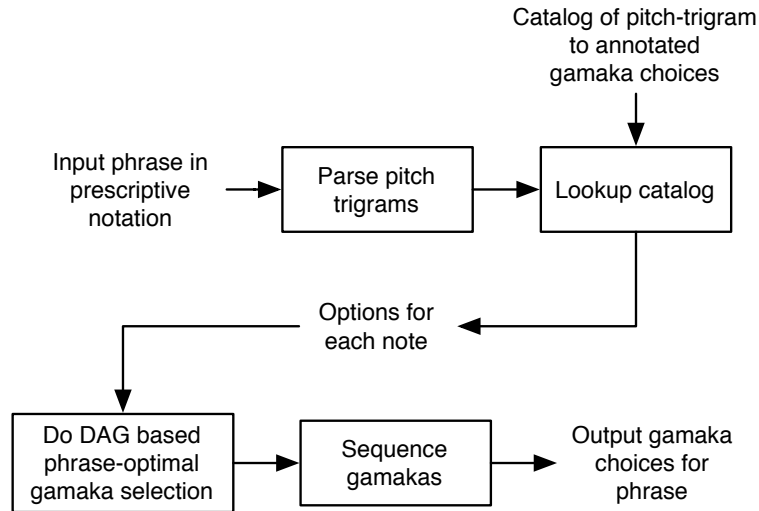 Catalog of pitch-trigram
to annotated
gamaka choices
Input phrase in
prescriptive
notation
Parse pitch
trigrams
Lookup catalog
Options for
each note
Do DAG based
phrase-optimal
gamaka selection
Sequence
gamakas
Output gamaka
choices for
phrase